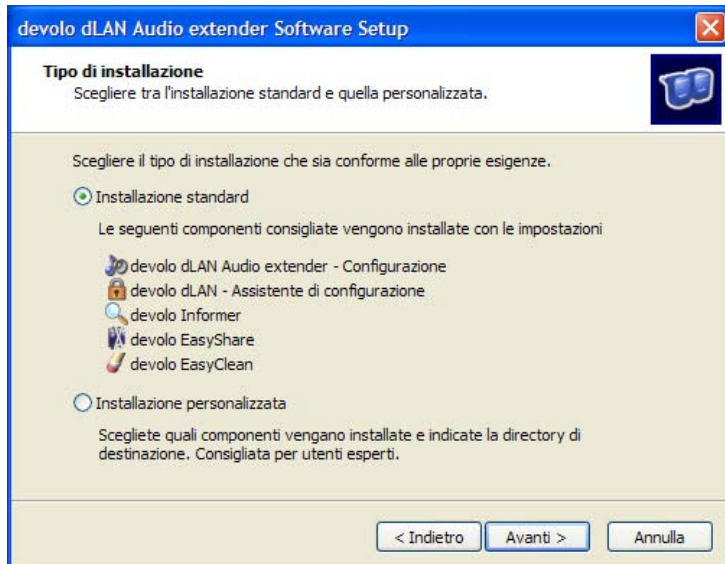 devolo dLAN Audio extender Software Setup
Tipo di installazione
Scegliere tra l'installazione standard e quella personalizzata.
Scegliere il tipo di installazione che sia conforme alle proprie esigenze.
Installazione standard
Le seguenti componenti consigliate vengono installate con le impostazioni
devolo dLAN Audio extender - Configurazione
devolo dLAN - Assistente di configurazione
devolo Informer
devolo EasyShare
devolo EasyClean
Installazione personalizzata
Scegliete quali componenti vengano installate e indicate la directory di
destinazione. Consigliata per utenti esperti.
< Indietro Avanti > Annulla